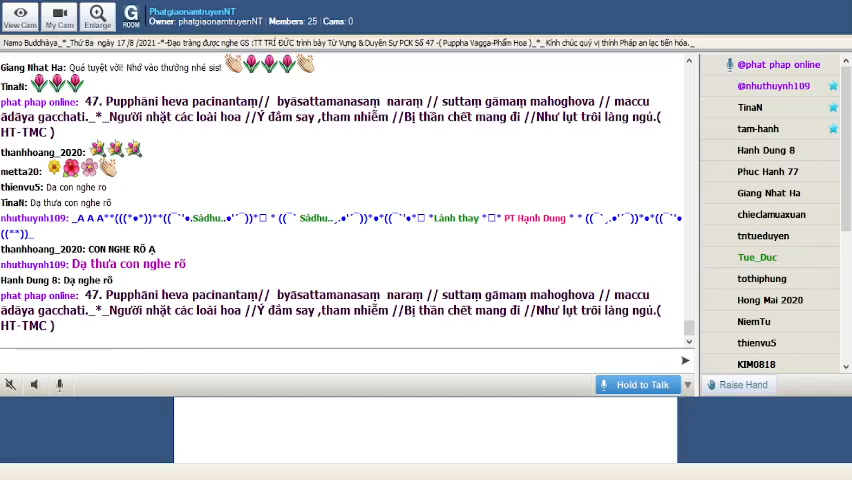 PhatgiaonamtruyenNT
Owner: phatgiaonamtruyenNT | Members: 25 | Cams: 0
View Cam
My Cam
Enlarge
G ROOM
Namo Buddhàya_*_Thứ Ba ngày 17 /8 /2021 -*-Đạo tràng được nghe GS :TT TRÍ ĐỨC trình bày Từ Vựng & Duyên Sự PCK Số 47 -( Puppha Vagga-Phẩm Hoa )_*_ Kính chúc quý vị thính Pháp an lạc tiến hóa._
Giang Nhat Ha: Quá tuyệt vời! Nhớ vào thường nhé sis!
TinaN:
phat phap online: 47. Pupphāni heva pacinantaṃ// byāsattamanasaṃ naraṃ // suttaṃ gāmaṃ mahoghova // maccu
ādāya gacchati._*_Người nhặt các loài hoa //Ý đắm say ,tham nhiễm //Bị thần chết mang đi //Như lụt trôi làng ngủ.(
HT-TMC )
thanhhoang_2020:
metta20:
thienvu5: Da con nghe ro
TinaN: Dạ thưa con nghe rõ
nhuthuynh109: _A A A**(((*•*))**((¯`'•.Sādhu..•'´¯))*□ * ((¯` Sādhu..,.•'´¯))*•*((¯`'•*□ *Lành thay *□* PT Hạnh Dung * * ((¯`,.•'´¯))*•*((¯`'•
((**))_
thanhhoang_2020: CON NGHE RÕ Ạ
nhuthuynh109: Dạ thưa con nghe rõ
Hanh Dung 8: Dạ nghe rõ
phat phap online: 47. Pupphāni heva pacinantaṃ// byāsattamanasaṃ naraṃ // suttaṃ gāmaṃ mahoghova // maccu
ādāya gacchati._*_Người nhặt các loài hoa //Ý đắm say ,tham nhiễm //Bị thần chết mang đi //Như lụt trôi làng ngủ.(
HT-TMC )
Hold to Talk
Raise Hand
@phat phap online
@nhuthuynh109
TinaN
tam-hanh
Hanh Dung 8
Phuc Hanh 77
Giang Nhat Ha
chieclamuaxuan
tntueduyen
Tue_Duc
tothiphung
Hong Mai 2020
NiemTu
thienvu5
KIM0818